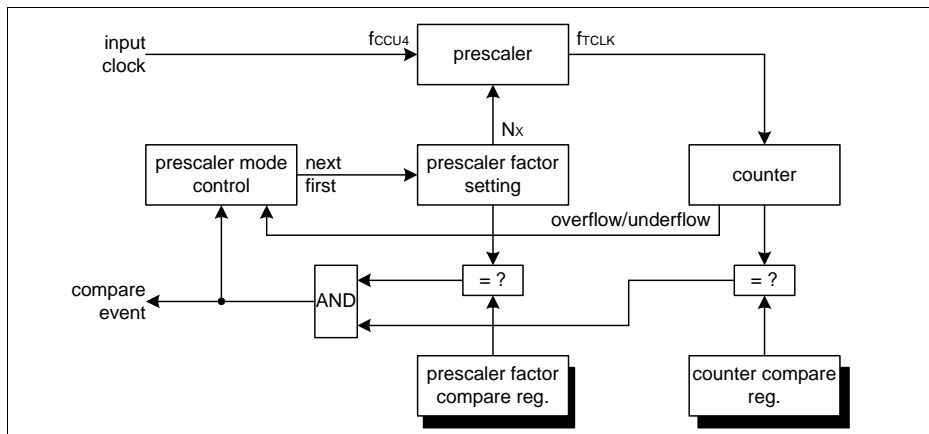 input
clock
fCCU4
prescaler
fTCLK
NX
prescaler mode
control
next
first
prescaler factor
setting
counter
overflow/underflow
= ?
= ?
compare
event
AND
prescaler factor
compare reg.
counter compare
reg.